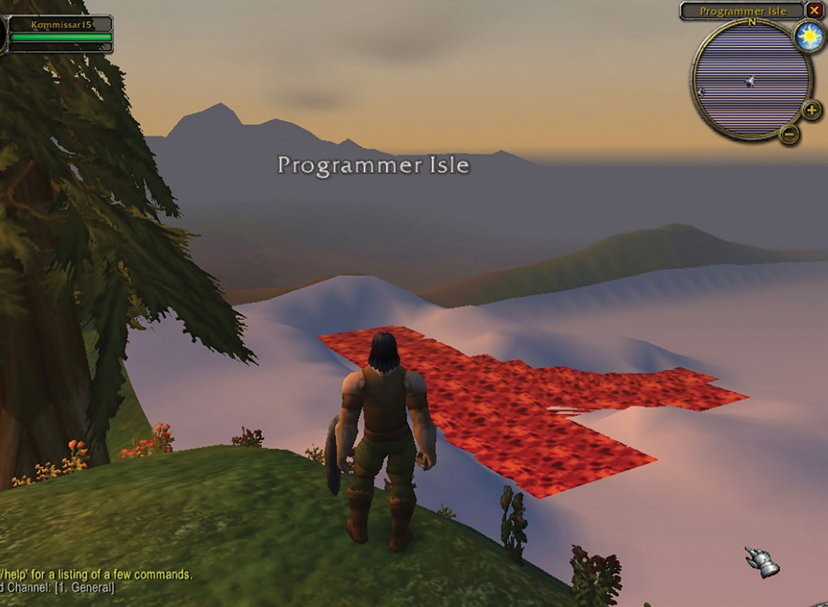 Kommissar15
Programmer Isle
N
Programmer Isle
/help' for a listing of a few commands.
d Channel: [1. General]